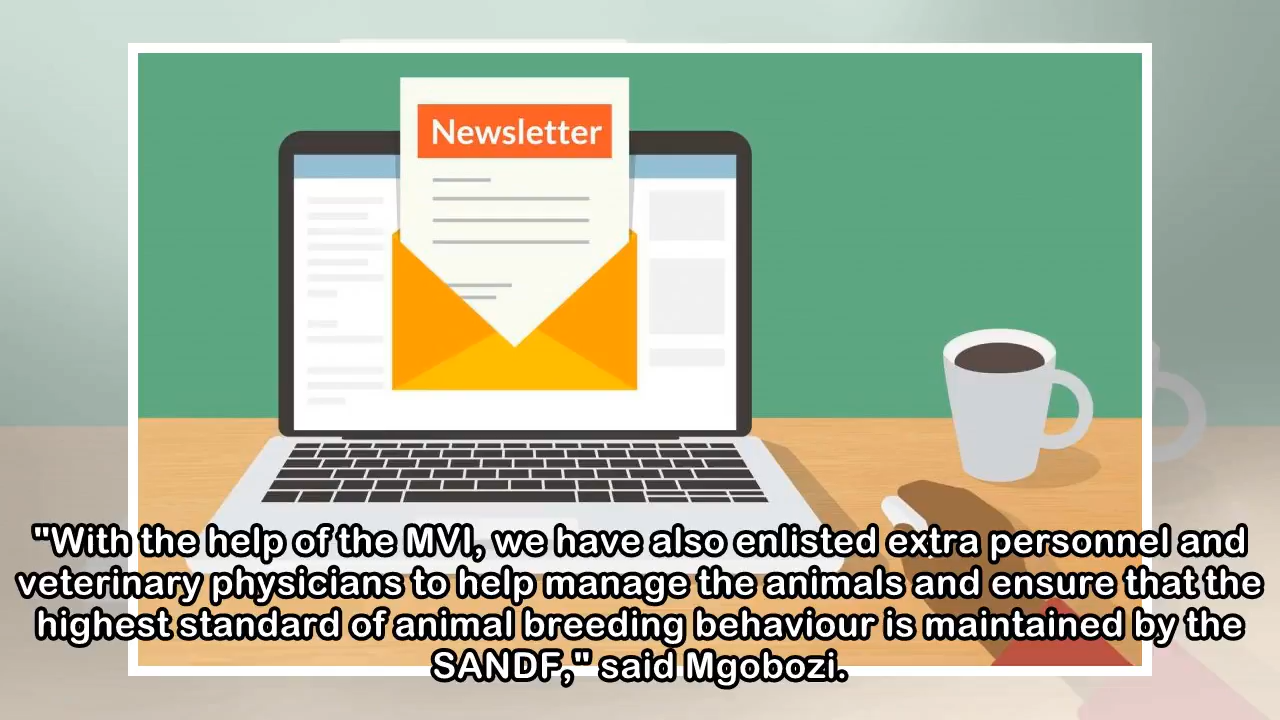 Newsletter
"With the help of the MVI, we have also enlisted extra personnel and
veterinary physicians to help manage the animals and ensure that the
highest standard of animal breeding behaviour is maintained by the
SANDF," said Mgobozi.